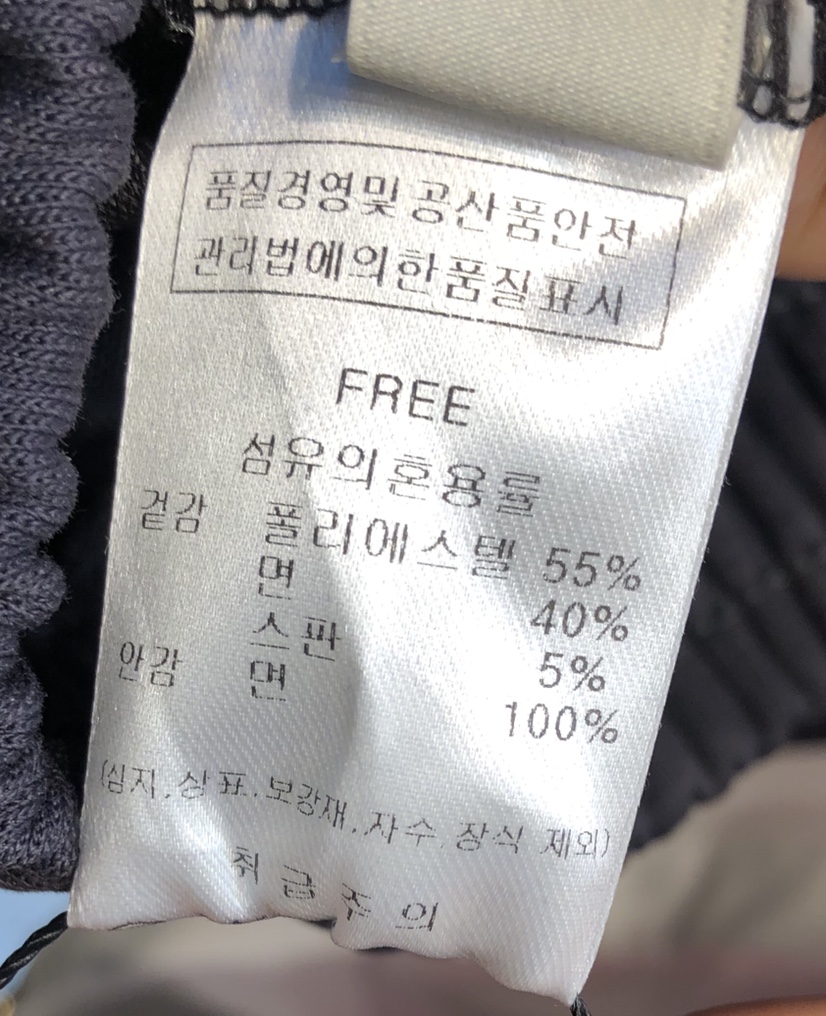 품질경영및공산품안전
관리법에의한품질표시
FREE
섬유의혼용률
겉감 폴리에스텔 55%
면 40%
스판 5%
안감 면 100%
(심지.상표.보강재.자수.장식 제외)
취급주의